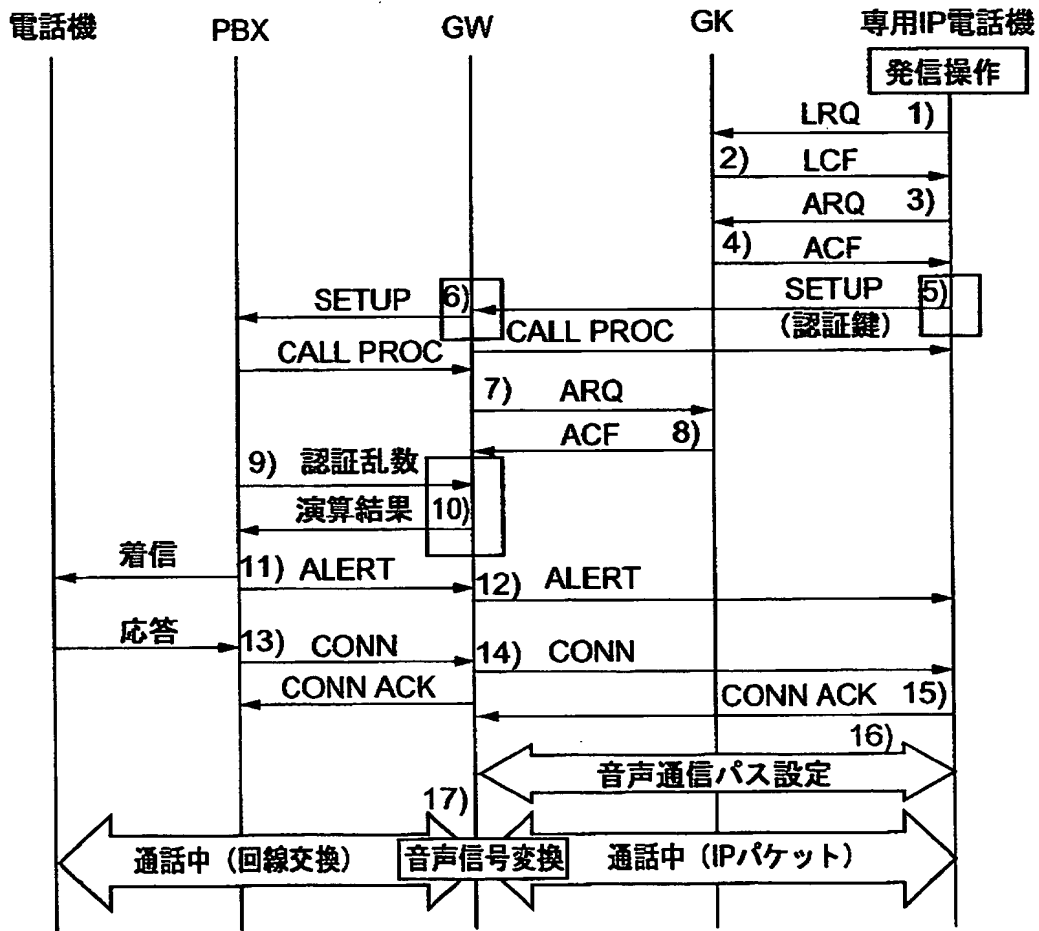 電話機 PBX GW GK 専用IP電話機
発信操作
LRQ 1)
2) LCF
ARQ 3)
4) ACF
SETUP 6) SETUP 5)
(認証鍵)
CALL PROC
CALL PROC
7) ARQ
ACF 8)
9) 認証乱数
演算結果 10)
着信 11) ALERT 12) ALERT
応答 13) CONN 14) CONN
CONN ACK CONN ACK 15)
16)
音声通信パス設定
17)
通話中(回線交換) 音声信号変換 通話中(IPパケット)